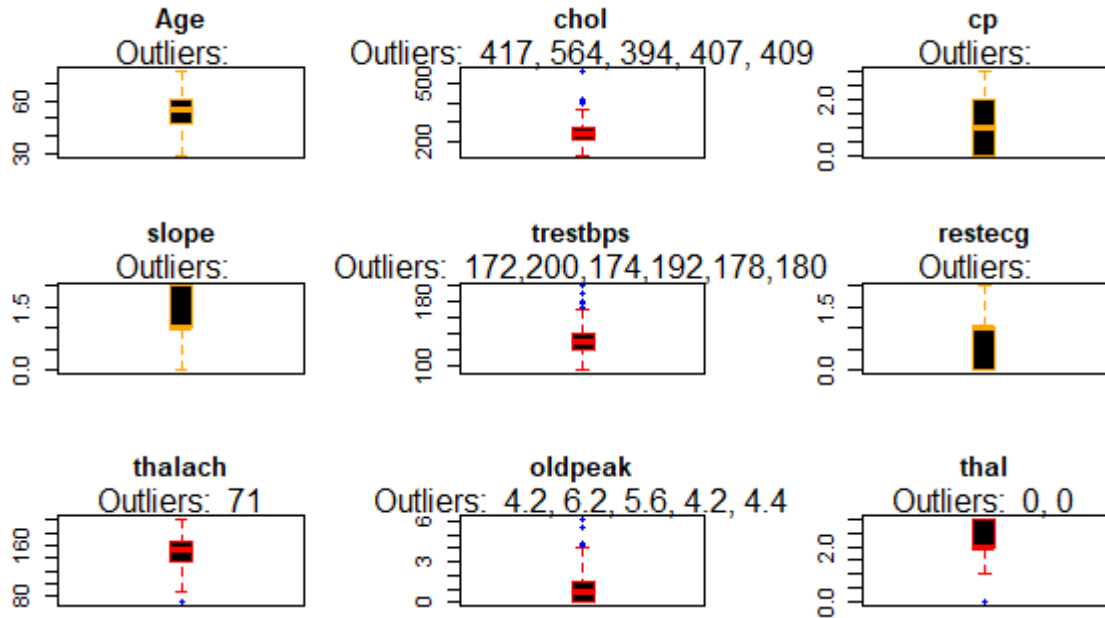 Age
Outliers:
60
30
chol
Outliers: 417, 564, 394, 407, 409
500
200
cp
Outliers:
2.0
0.0
slope
Outliers:
1.5
0.0
trestbps
Outliers: 172,200,174,192,178,180
180
100
restecg
Outliers:
1.5
0.0
thalach
Outliers: 71
160
80
oldpeak
Outliers: 4.2, 6.2, 5.6, 4.2, 4.4
6
3
0
thal
Outliers: 0, 0
2.0
0.0